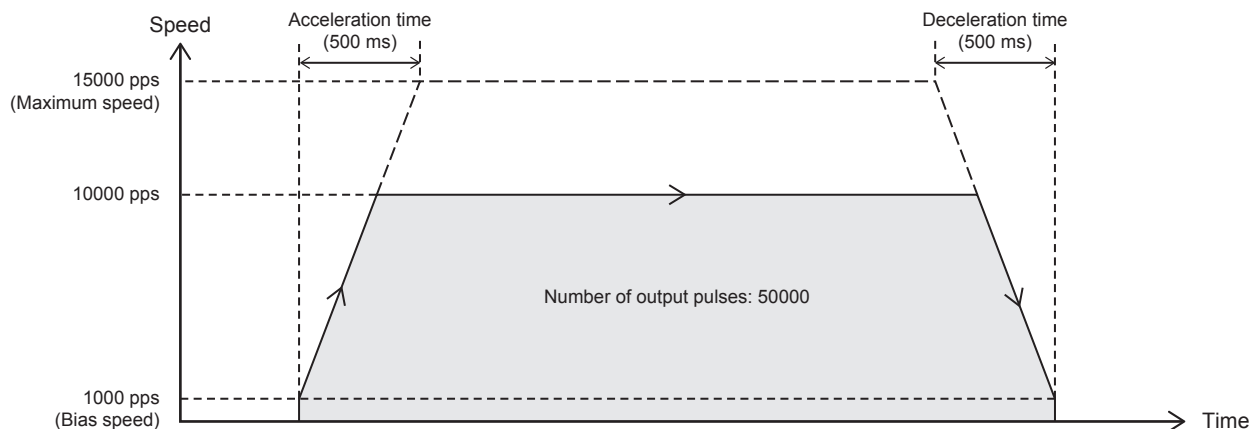 Speed
Acceleration time
(500 ms)
Deceleration time
(500 ms)
15000 pps
(Maximum speed)
10000 pps
Number of output pulses: 50000
1000 pps
(Bias speed)
Time